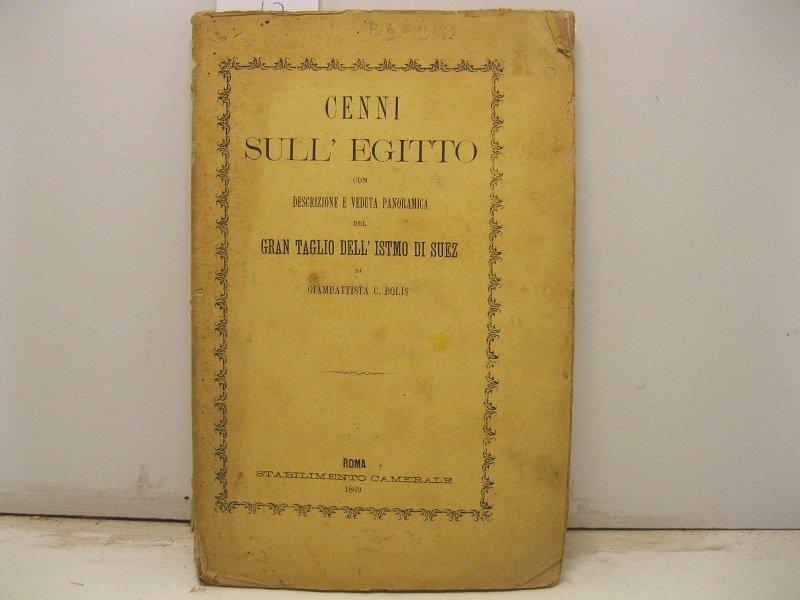 CENNI
SULL' EGITTO
CON
DESCRIZIONE E VEDUTA PANORAMICA
DEL
GRAN TAGLIO DELL' ISTMO DI SUEZ
DI
GIAMBATTISTA C. BOLIS
ROMA
STABILIMENTO CAMERALE
1869